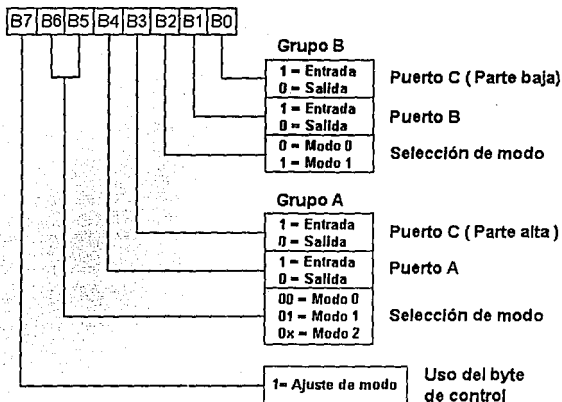 B7 B6 B5 B4 B3 B2 B1 B0
Grupo B
1 = Entrada
0 = Salida
Puerto C ( Parte baja)
1 = Entrada
0 = Salida
Puerto B
0 = Modo 0
1 = Modo 1
Selección de modo
Grupo A
1 = Entrada
0 = Salida
Puerto C ( Parte alta )
1 = Entrada
0 = Salida
Puerto A
00 = Modo 0
01 = Modo 1
0x = Modo 2
Selección de modo
1= Ajuste de modo
Uso del byte
de control